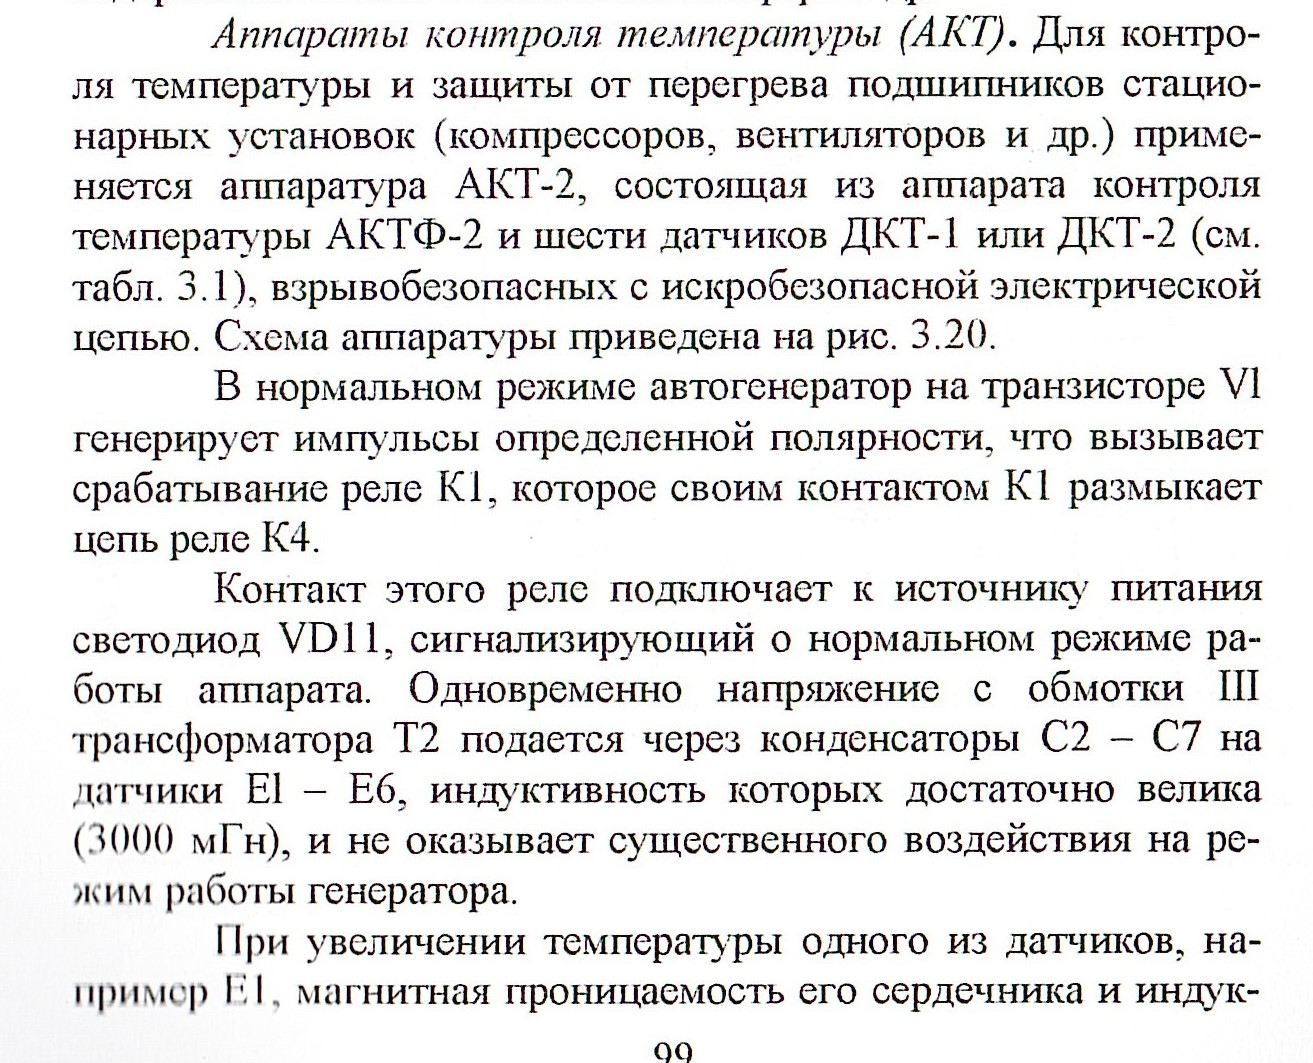 Аппараты контроля температуры (АКТ). Для контро-
ля температуры и защиты от перегрева подшипников стацио-
нарных установок (компрессоров, вентиляторов и др.) приме-
няется аппаратура АКТ-2, состоящая из аппарата контроля
температуры АКТФ-2 и шести датчиков ДКТ-1 или ДКТ-2 (см.
табл. 3.1), взрывобезопасных с искробезопасной электрической
цепью. Схема аппаратуры приведена на рис. 3.20.
В нормальном режиме автогенератор на транзисторе V1
генерирует импульсы определенной полярности, что вызывает
срабатывание реле К1, которое своим контактом К1 размыкает
цепь реле К4.
Контакт этого реле подключает к источнику питания
светодиод VD11, сигнализирующий о нормальном режиме ра-
боты аппарата. Одновременно напряжение с обмотки III
трансформатора Т2 подается через конденсаторы С2 – С7 на
датчики Е1 – Е6, индуктивность которых достаточно велика
(3000 мГн), и не оказывает существенного воздействия на ре-
жим работы генератора.
При увеличении температуры одного из датчиков, на-
пример Е1, магнитная проницаемость его сердечника и индук-
99